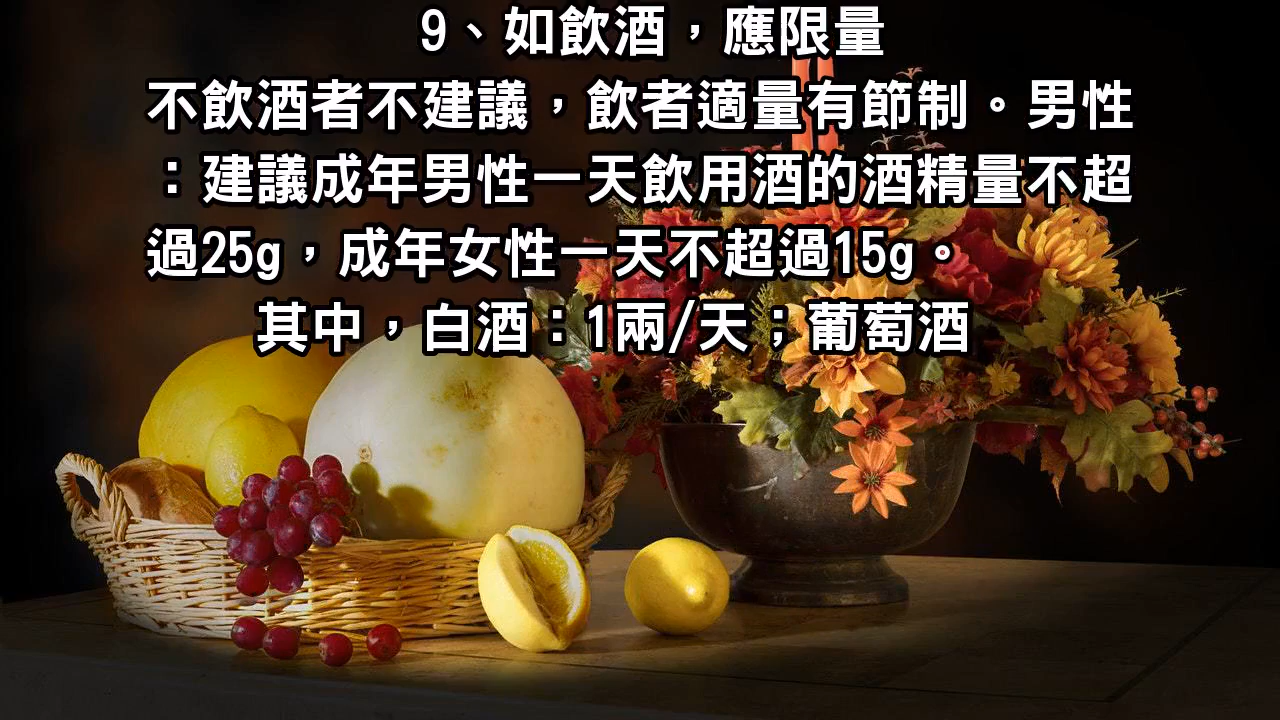 9、如飲酒，應限量
不飲酒者不建議，飲者適量有節制。男性
：建議成年男性一天飲用酒的酒精量不超
過25g，成年女性一天不超過15g。
其中，白酒：1兩/天；葡萄酒